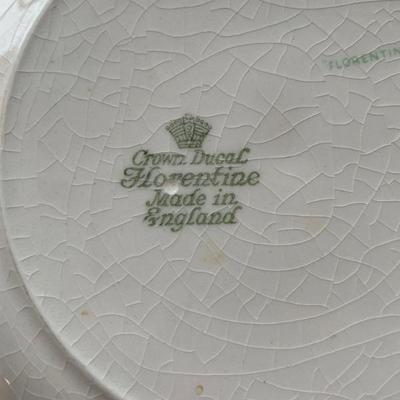 "FLORENTIN
Crown Ducal
Florentine
Made in
England